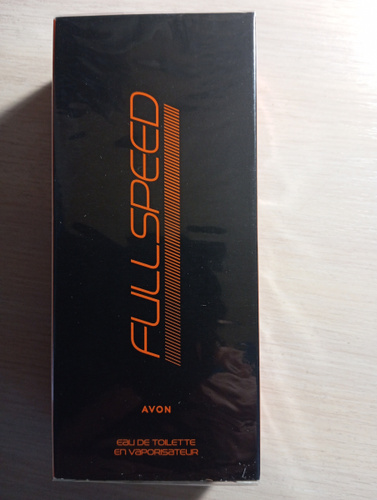 FULLSPEED
AVON
EAU DE TOILETTE
EN VAPORISATEUR